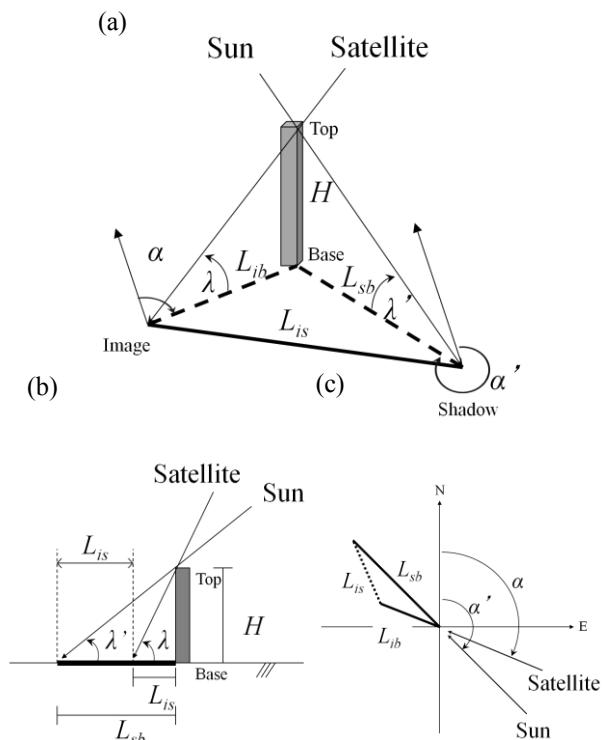 (a)
Sun Satellite
Top
H
Base
α
λ
L_ib
L_sb
λ'
L_is
Image
α'
Shadow
(b)
(c)
Satellite
Sun
L_is
Top
λ' λ
H
Base
L_is
L_sb
N
L_is
L_sb
α
α'
E
L_ib
Satellite
Sun